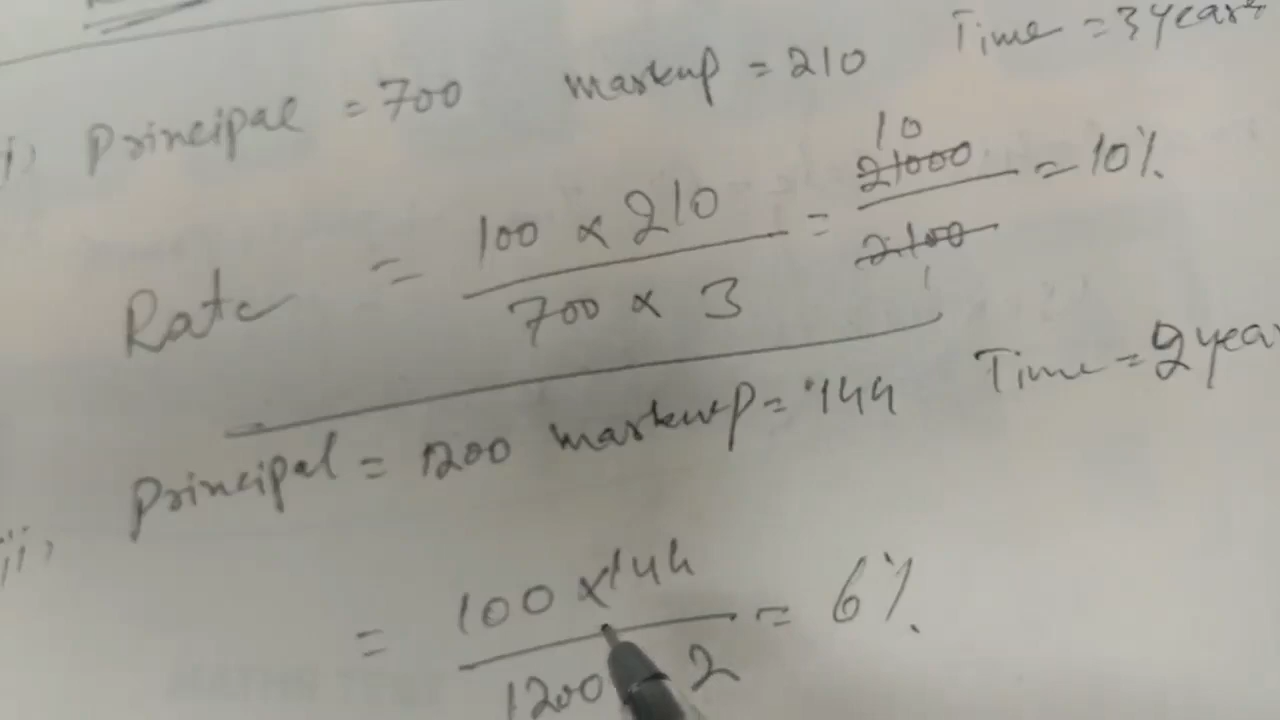 i) Principal = 700 markup = 210 Time = 3 years
Rate = 100 x 210 / 700 x 3 = 10 21000 / 2100 1 = 10%
ii) Principal = 1200 markup = 144 Time = 2 yea
= 100 x 144 / 1200 2 = 6%